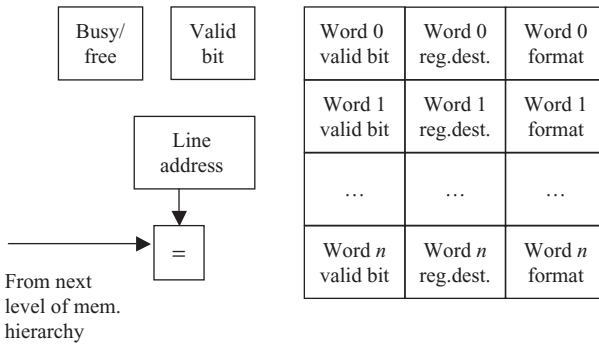 Busy/
free
Valid
bit
Line
address
=
From next
level of mem.
hierarchy
Word 0
valid bit
Word 0
reg.dest.
Word 0
format
Word 1
valid bit
Word 1
reg.dest.
Word 1
format
…
…
…
Word n
valid bit
Word n
reg.dest.
Word n
format